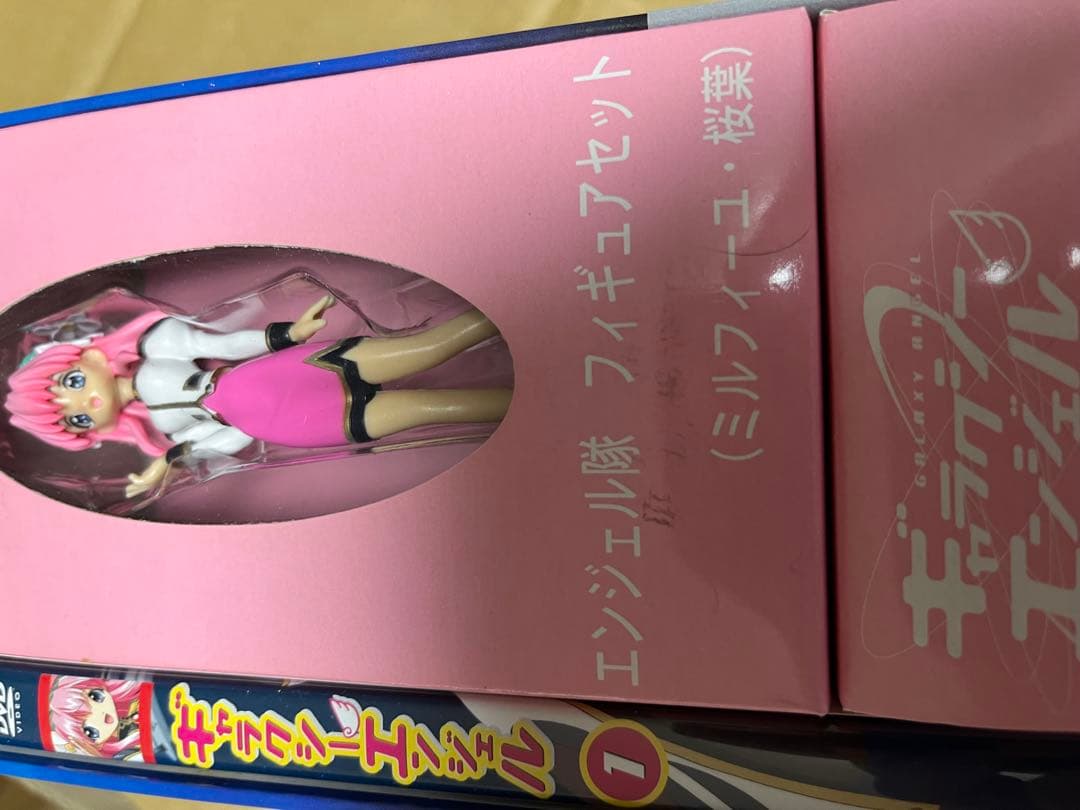 エンジェル隊 フィギュアセット
(ミルフィーユ・桜葉)
GALAXY ANGEL
ギャラクシー
エンジェル
DVD
VIDEO
ギャラクシー
エンジェル
1